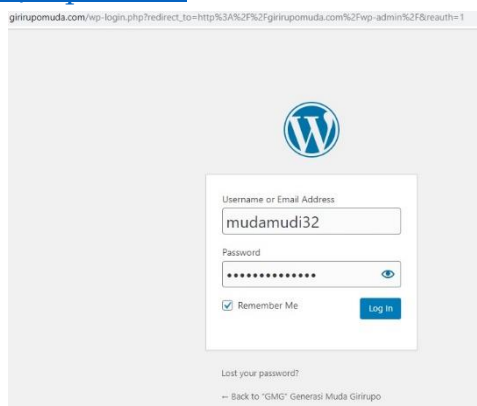 girirupomuda.com/wp-login.php?redirect_to=http%3A%2F%2Fgirirupomuda.com%2Fwp-admin%2F&reauth=1
Username or Email Address
mudamudi32
Password
••••••••••••••
Remember Me
Log In
Lost your password?
← Back to "GMG" Generasi Muda Girirupo